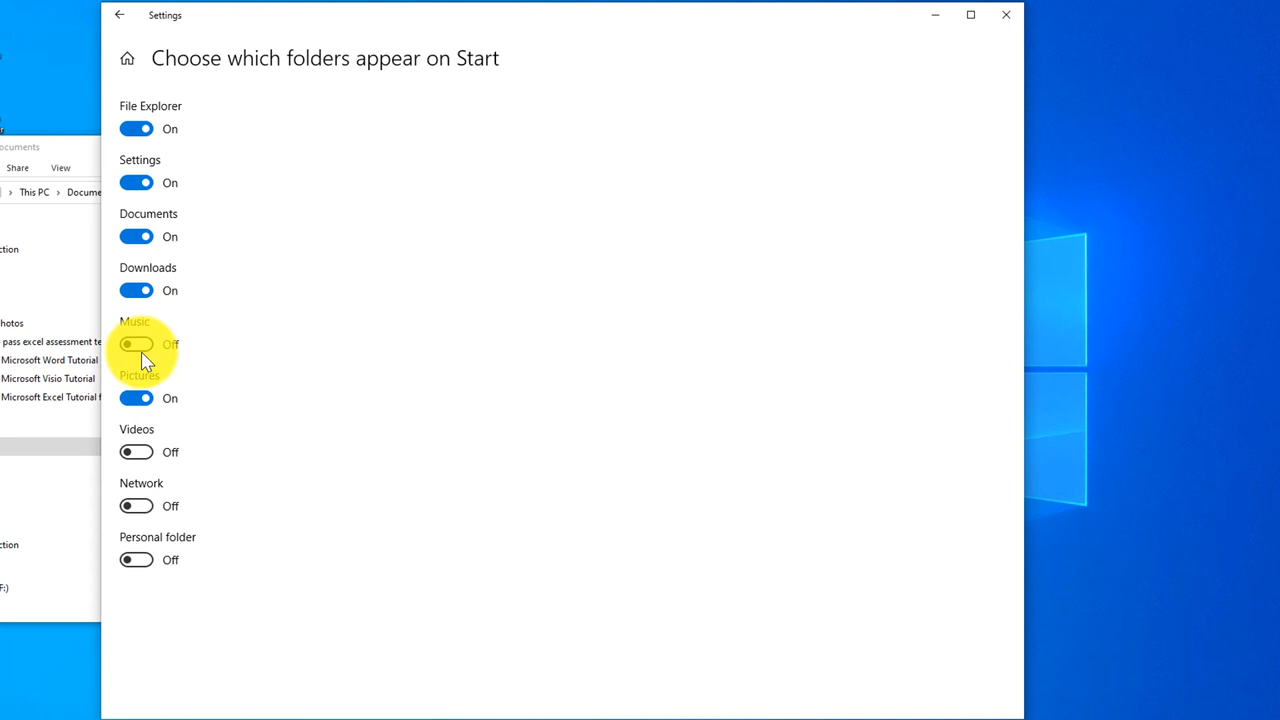 Settings
Choose which folders appear on Start
File Explorer
On
Settings
On
Documents
On
Downloads
On
Music
Off
Pictures
On
Videos
Off
Network
Off
Personal folder
Off
ocuments
Share View
This PC > Docume
ction
hotos
pass excel assessment te
Microsoft Word Tutorial
Microsoft Visio Tutorial
Microsoft Excel Tutorial f
ction
F:)